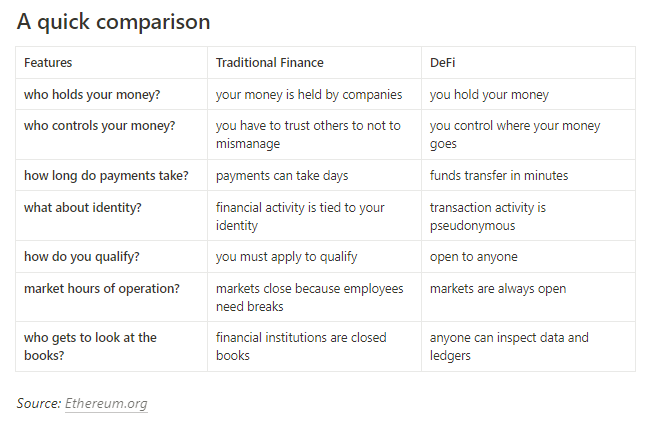 A quick comparison
Features Traditional Finance DeFi
who holds your money? your money is held by companies you hold your money
who controls your money? you have to trust others to not to you control where your money
mismanage goes
how long do payments take? payments can take days funds transfer in minutes
what about identity? financial activity is tied to your transaction activity is
identity pseudonymous
how do you qualify? you must apply to qualify open to anyone
market hours of operation? markets close because employees markets are always open
need breaks
who gets to look at the financial institutions are closed anyone can inspect data and
books? books ledgers
Source: Ethereum.org